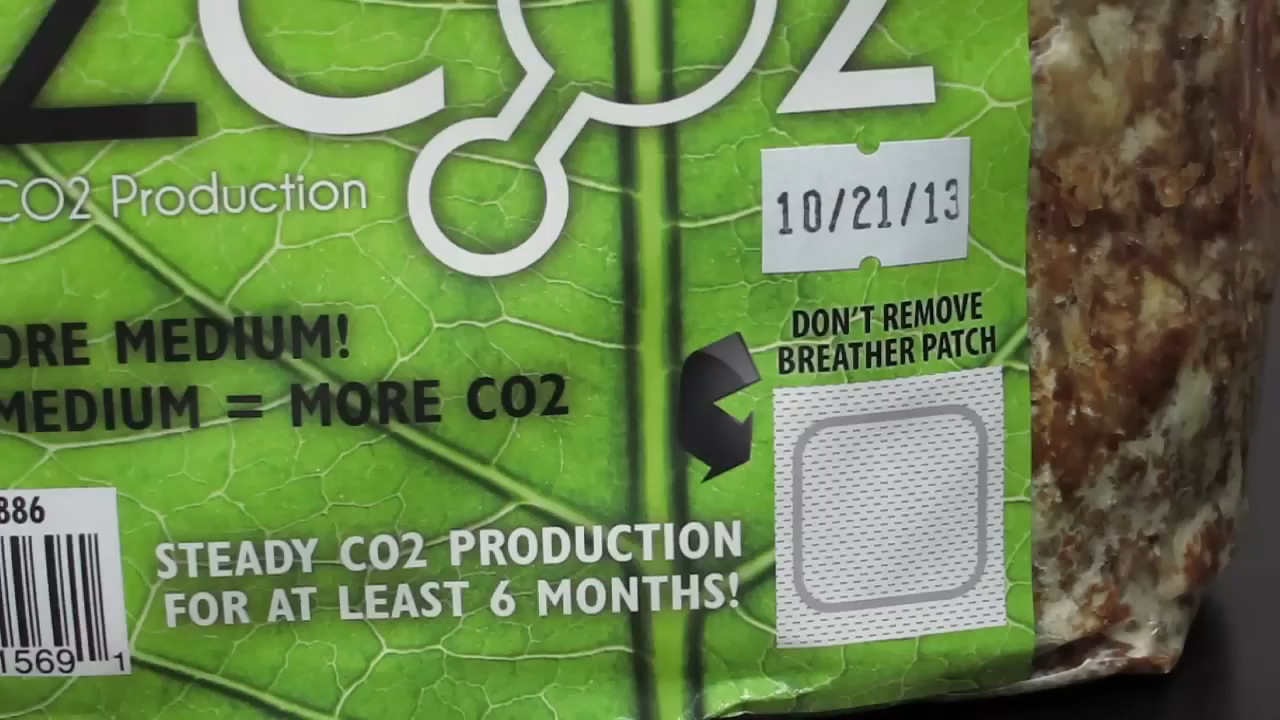 2CO2
CO2 Production
10/21/13
DON'T REMOVE
BREATHER PATCH
MEDIUM!
MEDIUM = MORE CO2
886
STEADY CO2 PRODUCTION
FOR AT LEAST 6 MONTHS!
1569 1